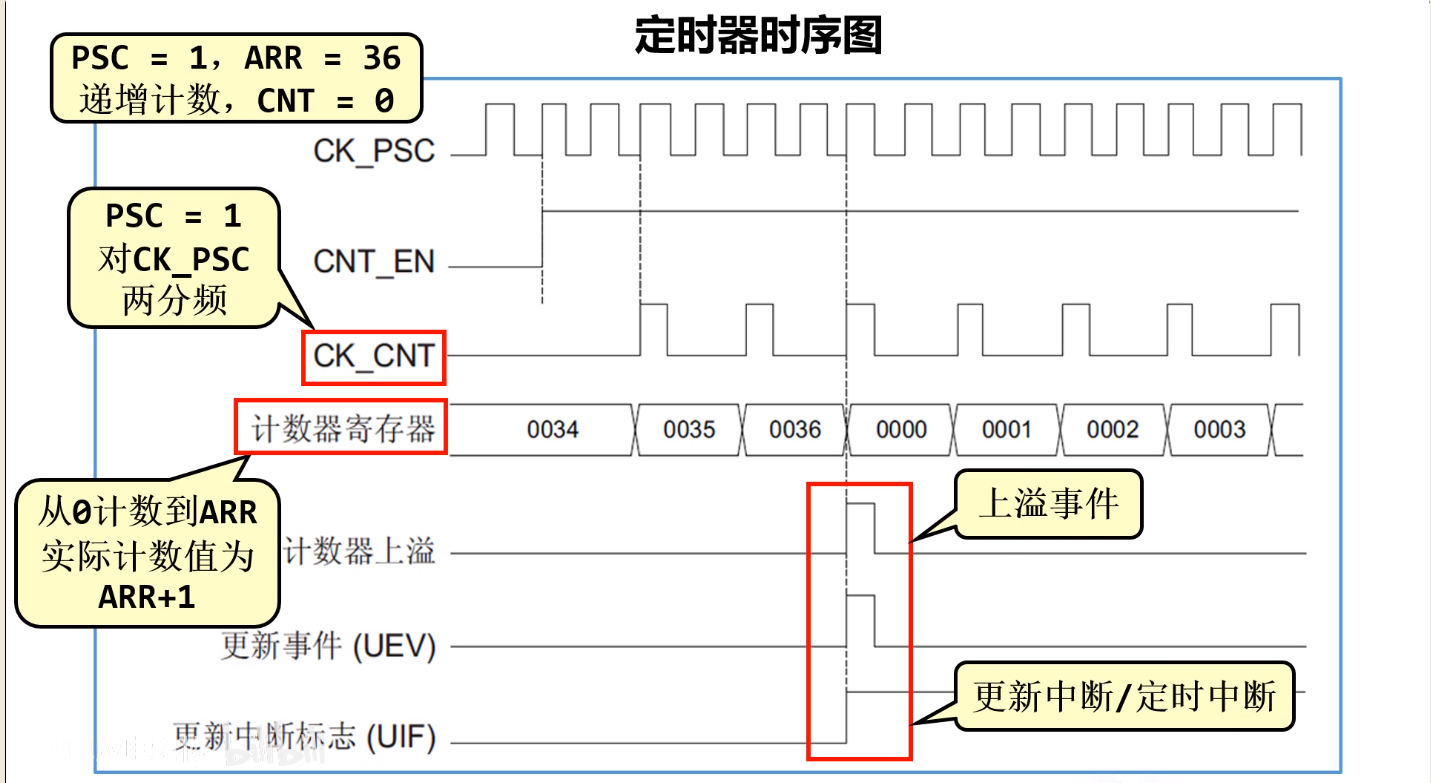 定时器时序图
PSC = 1, ARR = 36
递增计数, CNT = 0
CK_PSC
PSC = 1
对CK_PSC
两分频
CNT_EN
CK_CNT
计数器寄存器
0034
0035
0036
0000
0001
0002
0003
从0计数到ARR
实际计数值为
ARR+1
上溢事件
计数器上溢
更新事件 (UEV)
更新中断/定时中断
更新中断标志 (UIF)
bilibili